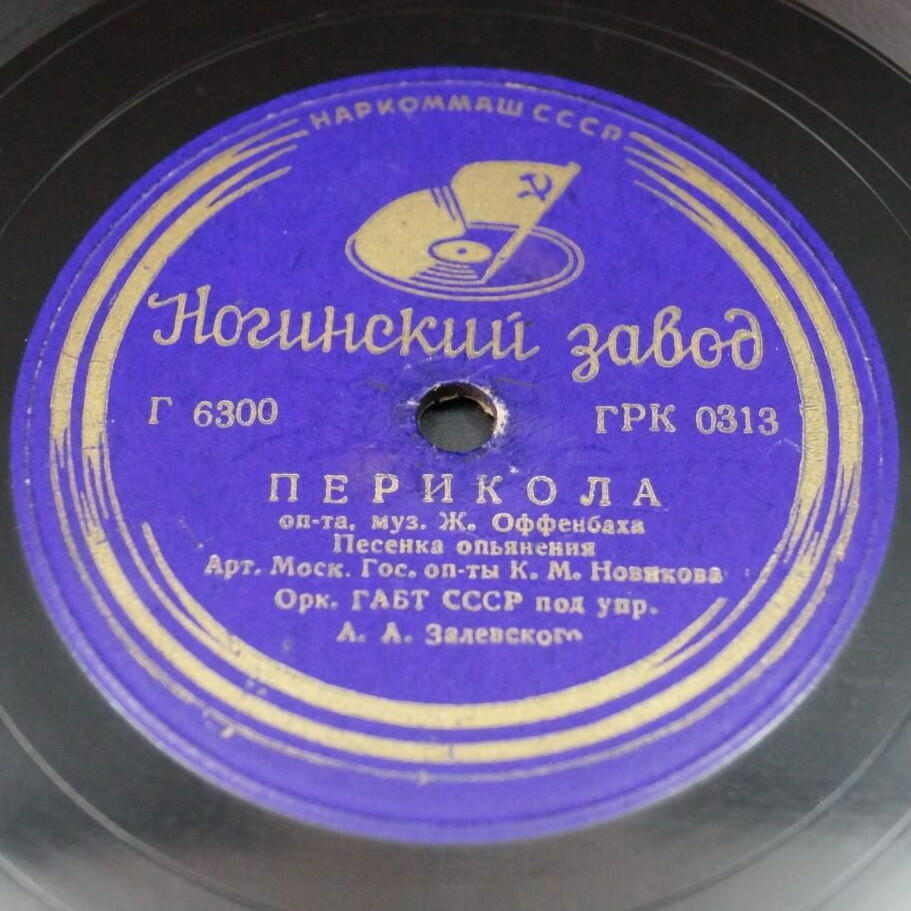 НАРКОММАШ СССР
Ногинский завод
Г 6300 ГРК 0313
ПЕРИКОЛА
оп-та, муз. Ж. Оффенбаха
Песенка опьянения
Арт. Моск. Гос. оп-ты К. М. Новикова
Орк. ГАБТ СССР под упр.
А. А. Залевского